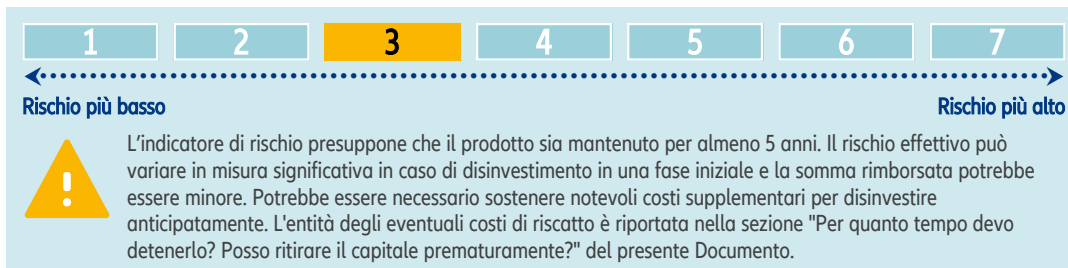 1 2 3 4 5 6 7
Rischio più basso Rischio più alto
L'indicatore di rischio presuppone che il prodotto sia mantenuto per almeno 5 anni. Il rischio effettivo può
variare in misura significativa in caso di disinvestimento in una fase iniziale e la somma rimborsata potrebbe
essere minore. Potrebbe essere necessario sostenere notevoli costi supplementari per disinvestire
anticipatamente. L'entità degli eventuali costi di riscatto è riportata nella sezione "Per quanto tempo devo
detenerlo? Posso ritirare il capitale prematuramente?" del presente Documento.